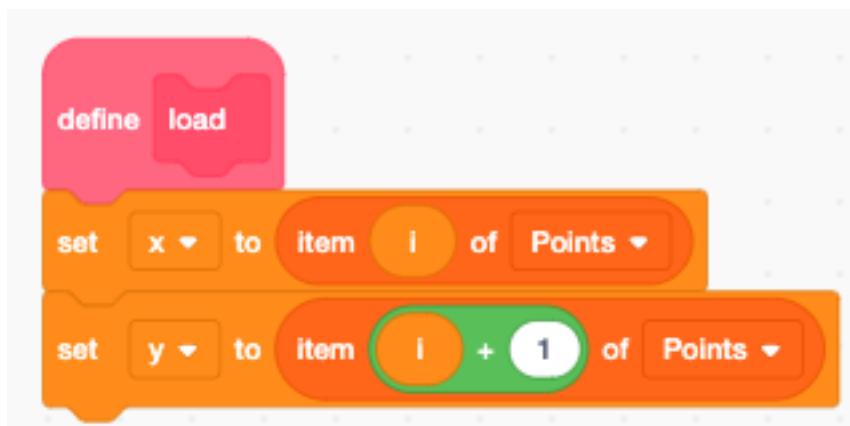 define load
set x to item i of Points
set y to item i + 1 of Points